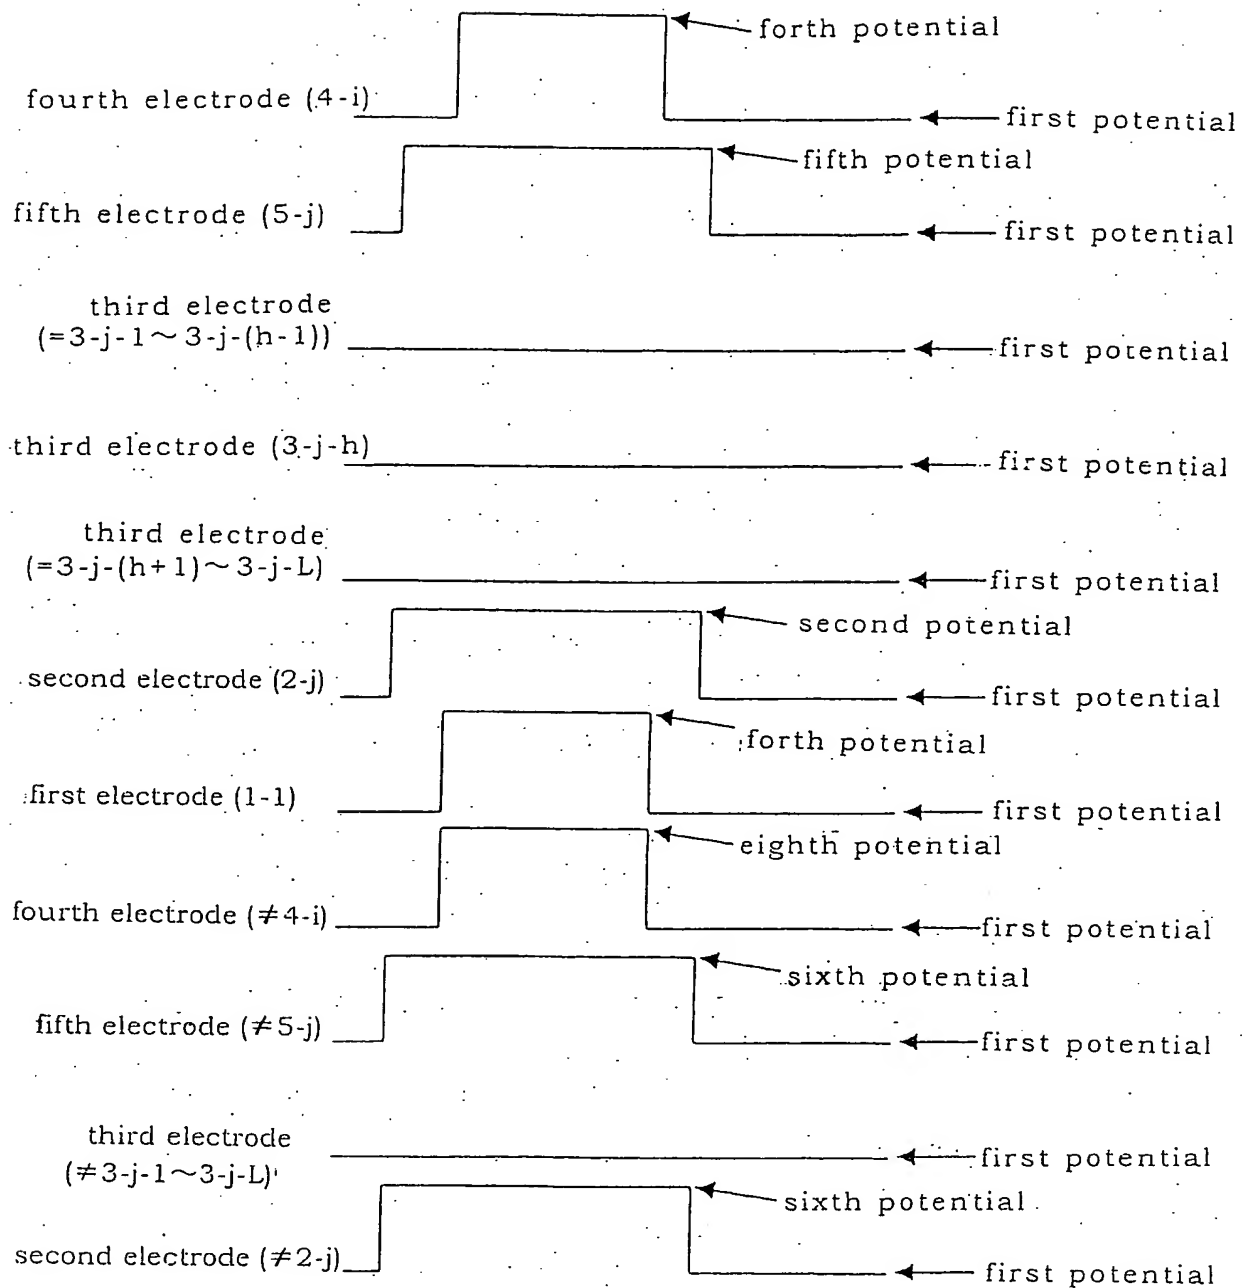 forth potential
fourth electrode (4-i)
first potential
fifth potential
fifth electrode (5-j)
first potential
third electrode
(=3-j-1~3-j-(h-1))
first potential
third electrode (3-j-h)
first potential
third electrode
(=3-j-(h+1)~3-j-L)
first potential
second potential
second electrode (2-j)
first potential
forth potential
first electrode (1-1)
first potential
eighth potential
fourth electrode (≠4-i)
first potential
sixth potential
fifth electrode (≠5-j)
first potential
third electrode
(≠3-j-1~3-j-L)
first potential
sixth potential
second electrode (≠2-j)
first potential